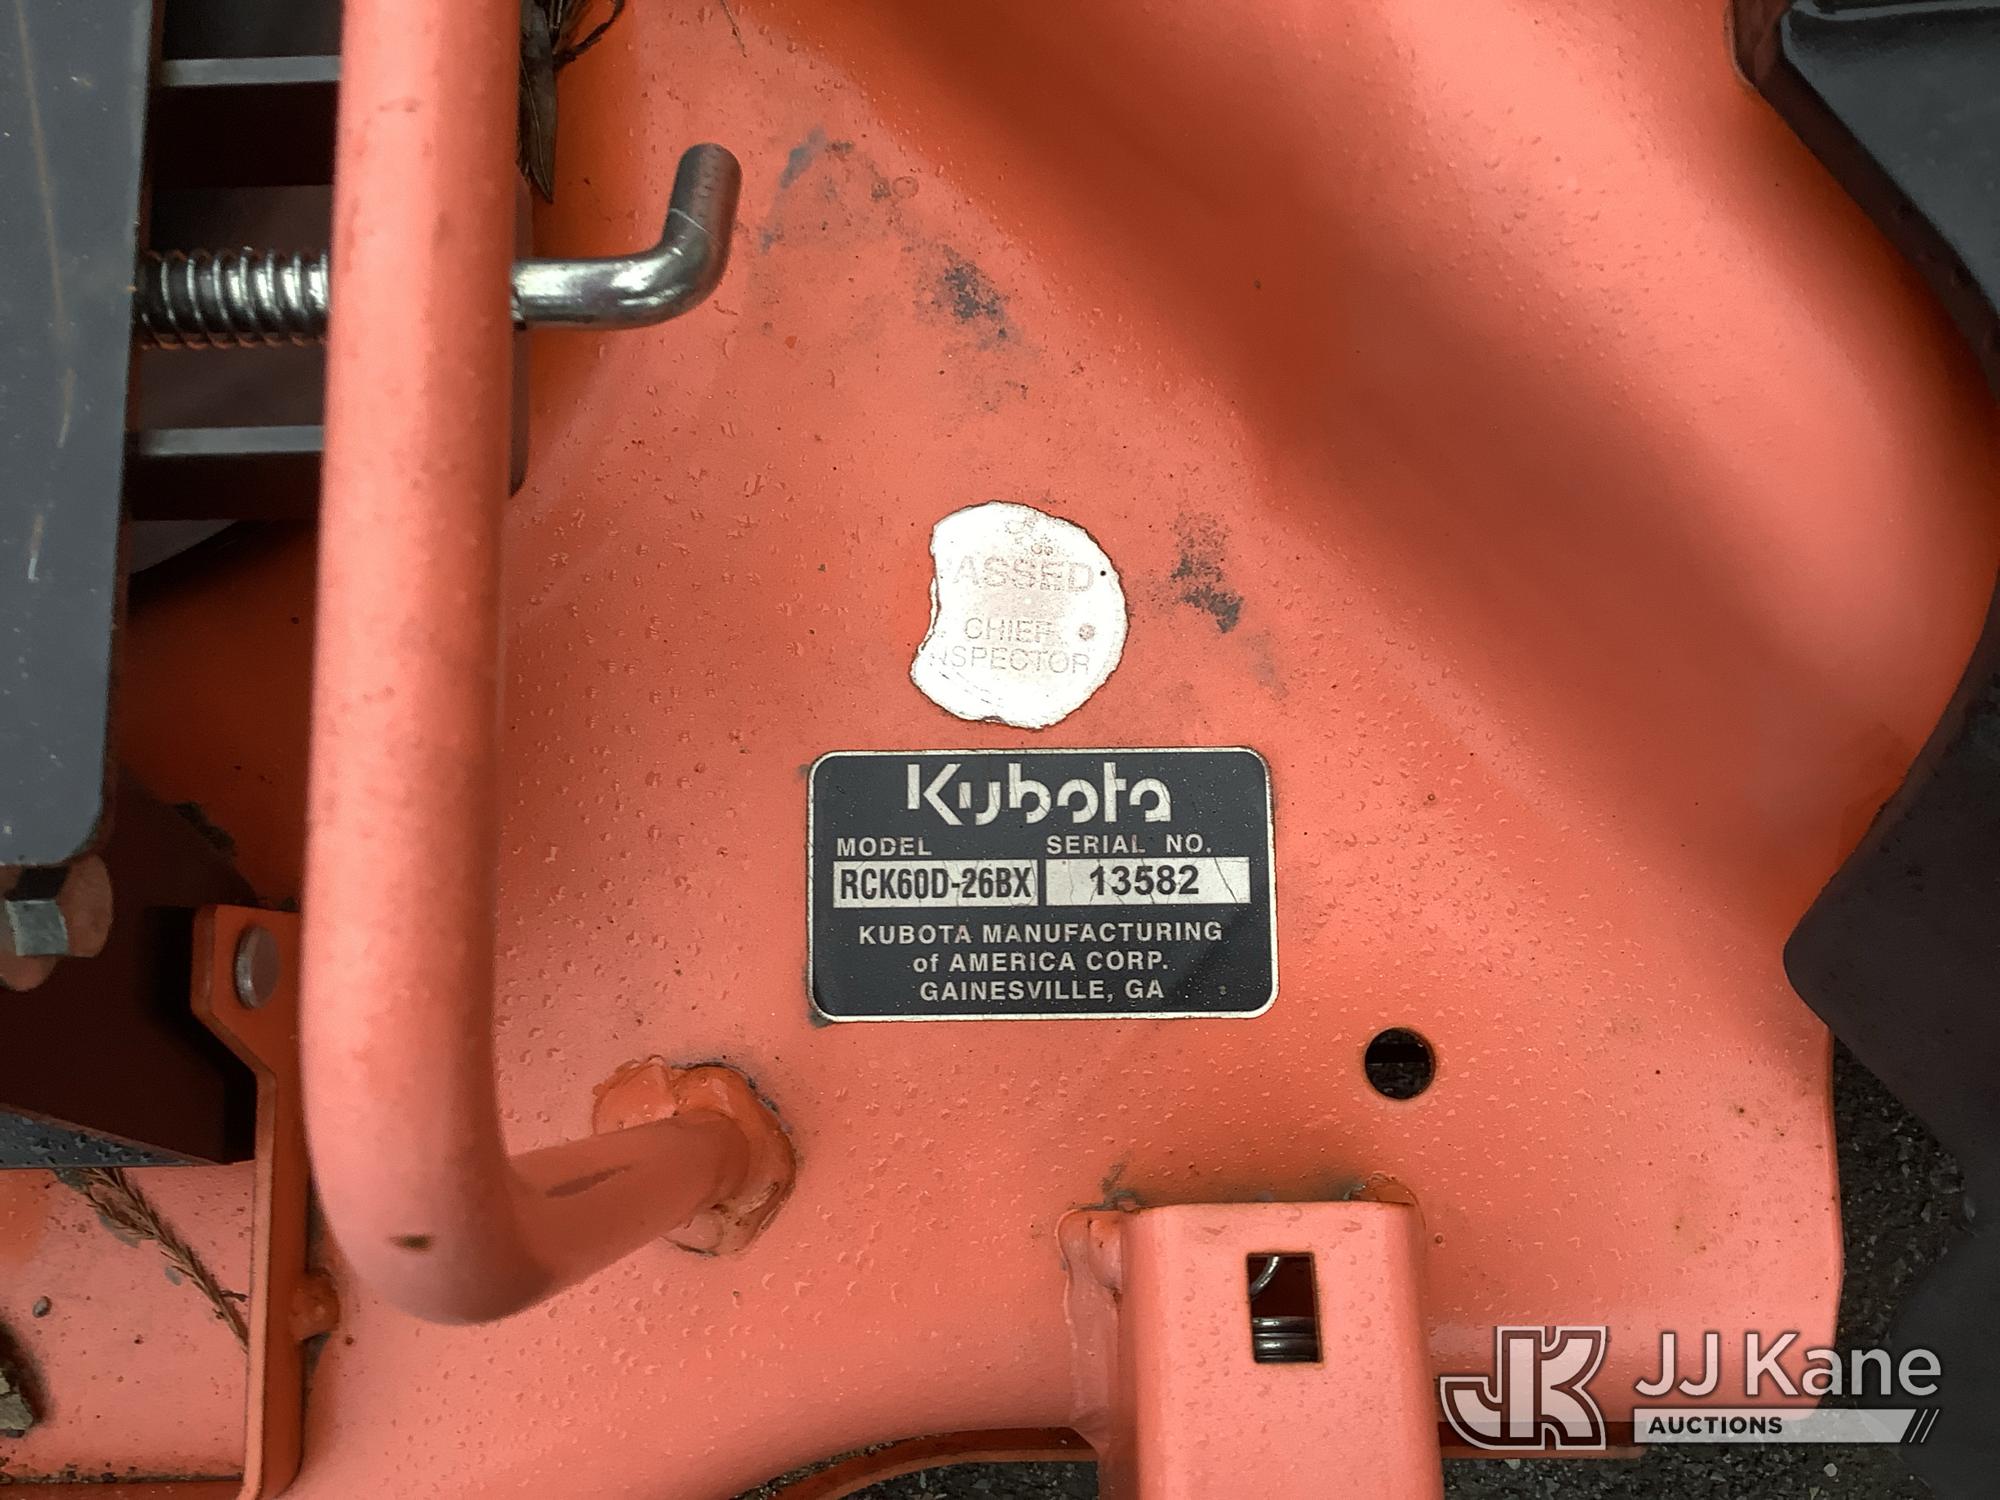 ASSED
CHIEF
NSPECTOR
Kubota
MODEL SERIAL NO.
RCK60D-26BX 13582
KUBOTA MANUFACTURING
of AMERICA CORP.
GAINESVILLE, GA
JK JJ Kane
AUCTIONS